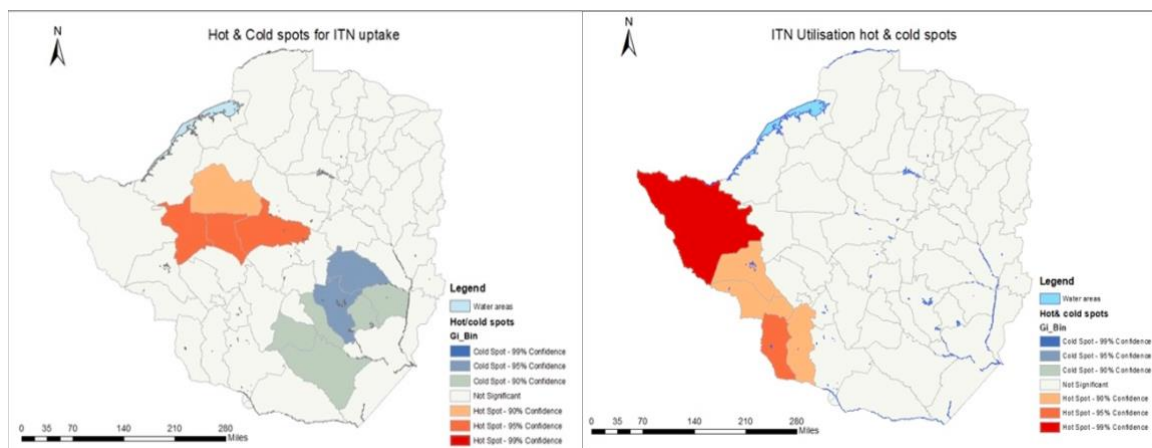 Hot & Cold spots for ITN uptake
N
Legend
Water areas
Hot/cold spots
Gi_Bin
Cold Spot - 99% Confidence
Cold Spot - 95% Confidence
Cold Spot - 90% Confidence
Not Significant
Hot Spot - 90% Confidence
Hot Spot - 95% Confidence
Hot Spot - 99% Confidence
0 35 70 140 210 280
Miles
ITN Utilisation hot & cold spots
N
Legend
Water areas
Hot& cold spots
Gi_Bin
Cold Spot - 99% Confidence
Cold Spot - 95% Confidence
Cold Spot - 90% Confidence
Not Significant
Hot Spot - 90% Confidence
Hot Spot - 95% Confidence
Hot Spot - 99% Confidence
0 35 70 140 210 280
Miles